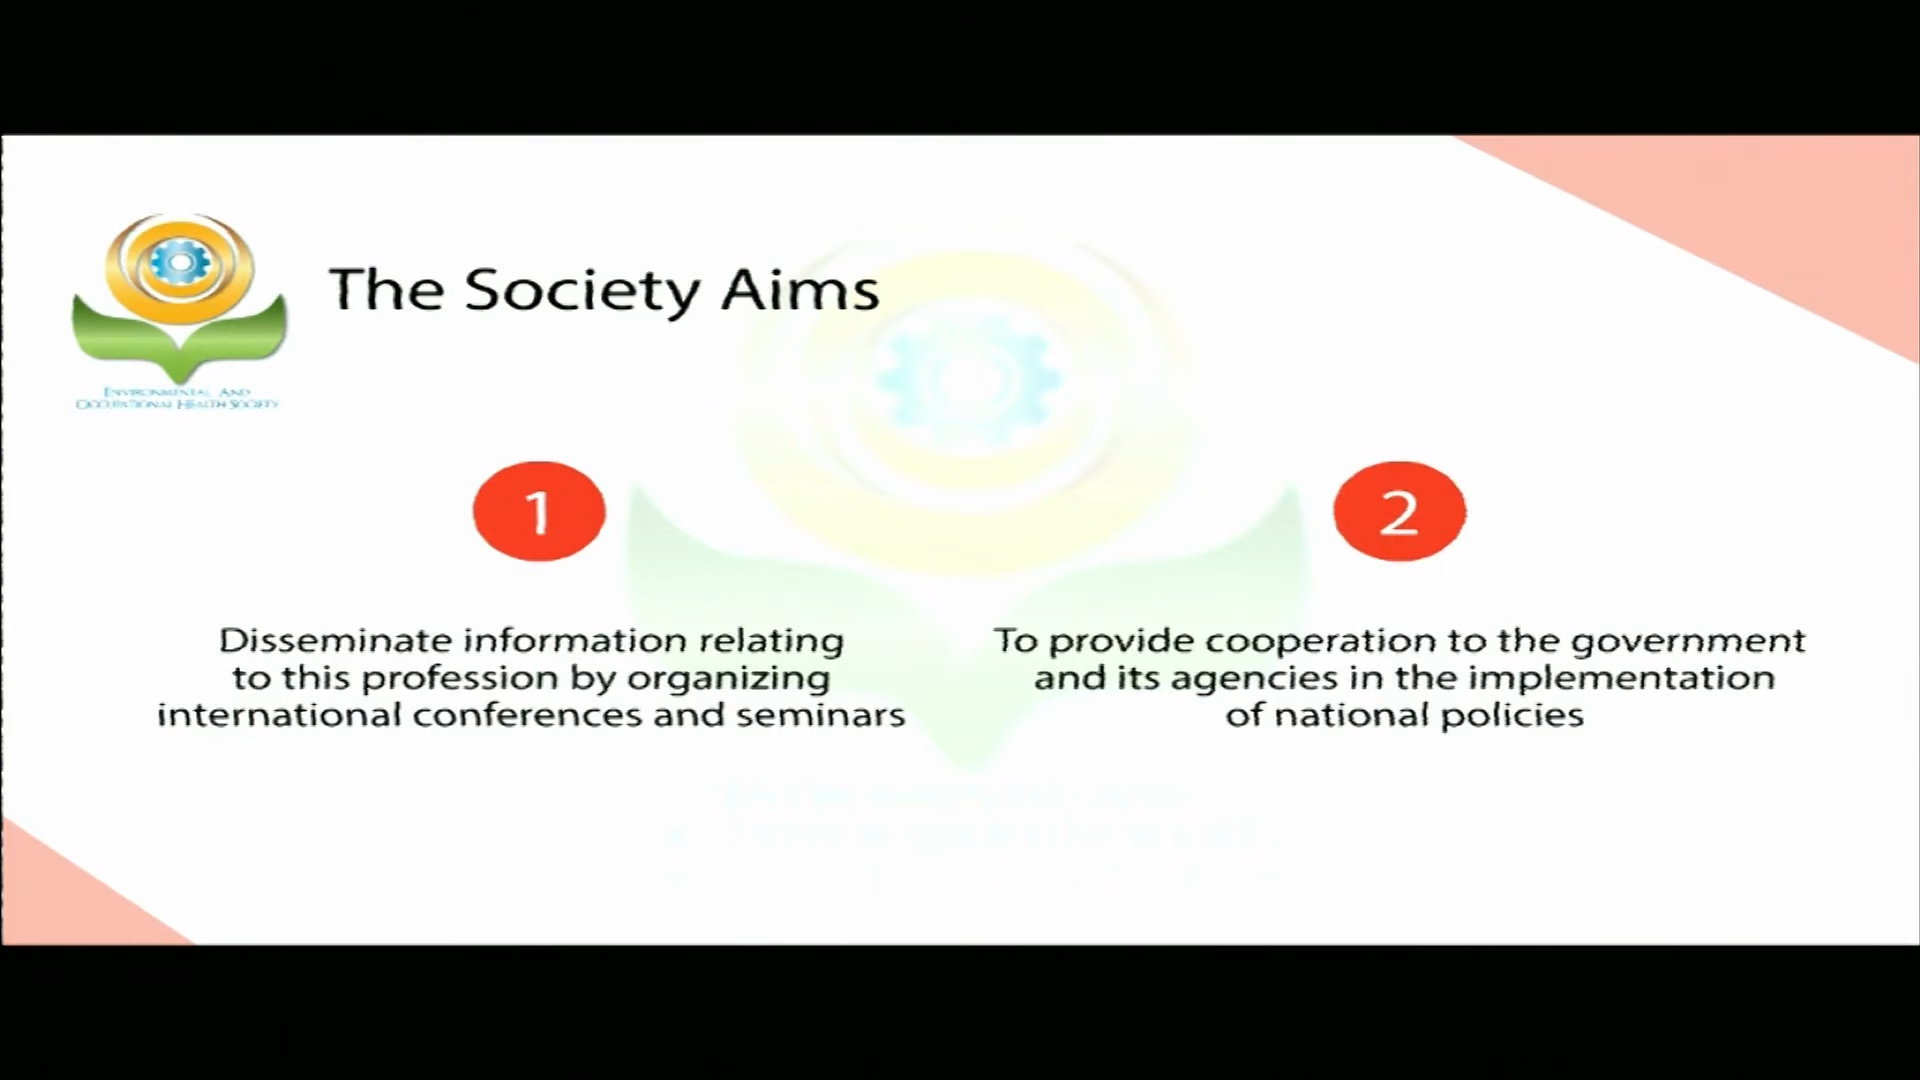 The Society Aims
ENVIRONMENTAL AND
OCCUPATIONAL HEALTH SOCIETY
1
Disseminate information relating
to this profession by organizing
international conferences and seminars
2
To provide cooperation to the government
and its agencies in the implementation
of national policies